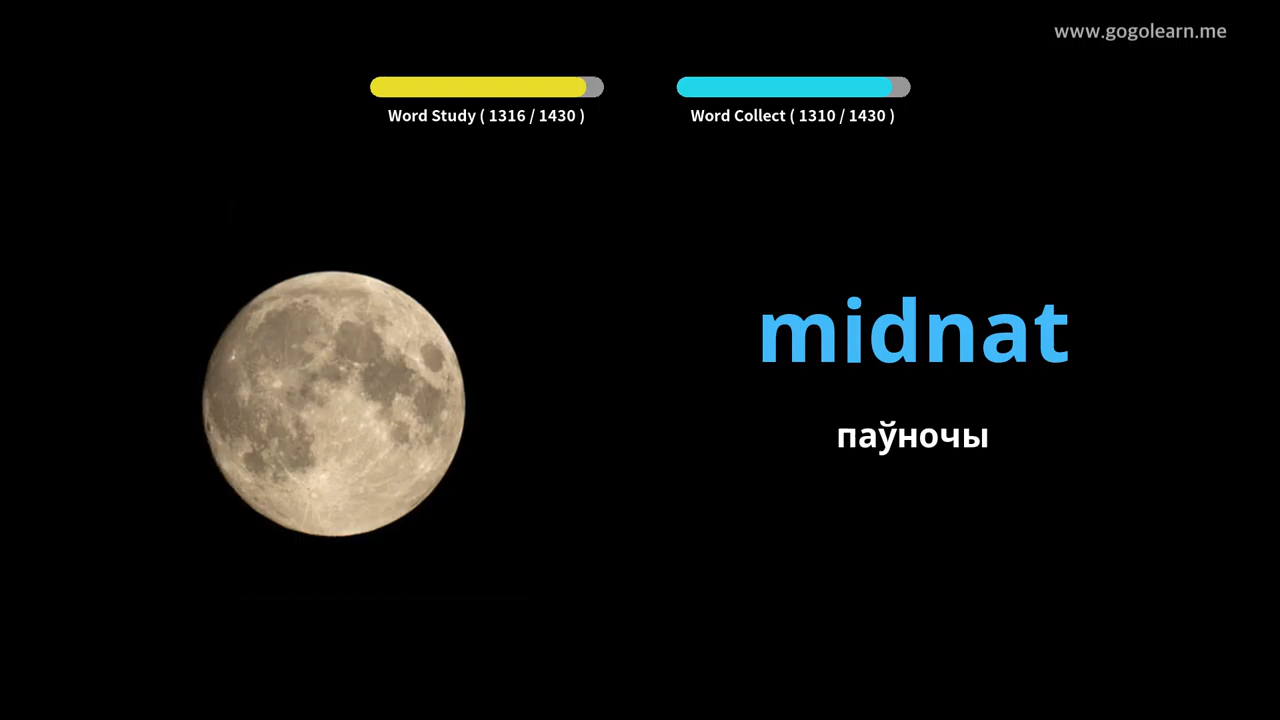 www.gogolearn.me
Word Study ( 1316 / 1430 )
Word Collect ( 1310 / 1430 )
midnat
паўночы